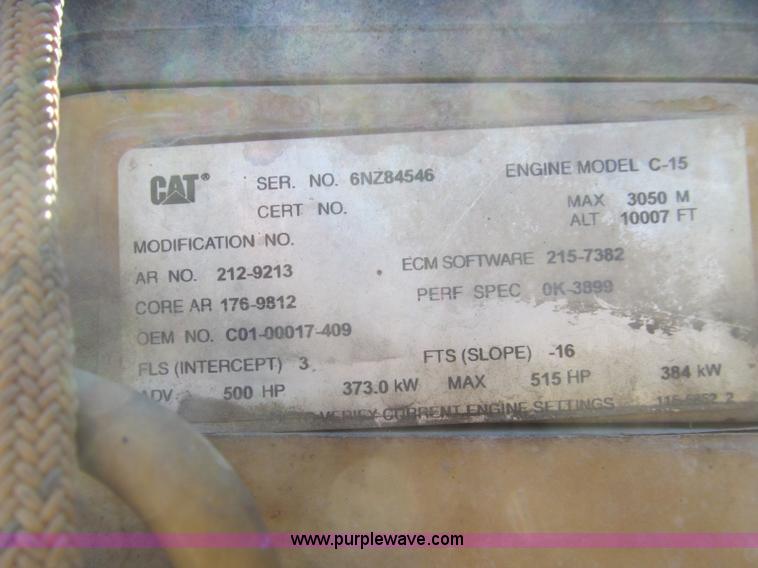 CAT® SER. NO. 6NZ84546 ENGINE MODEL C-15
CERT NO. MAX 3050 M
ALT 10007 FT
MODIFICATION NO.
AR NO. 212-9213 ECM SOFTWARE 215-7382
CORE AR 176-9812 PERF SPEC 0K-3899
OEM NO. C01-00017-409
FLS (INTERCEPT) 3 FTS (SLOPE) -16
ADV 500 HP 373.0 kW MAX 515 HP 384 kW
VERIFY CURRENT ENGINE SETTINGS
www.purplewave.com